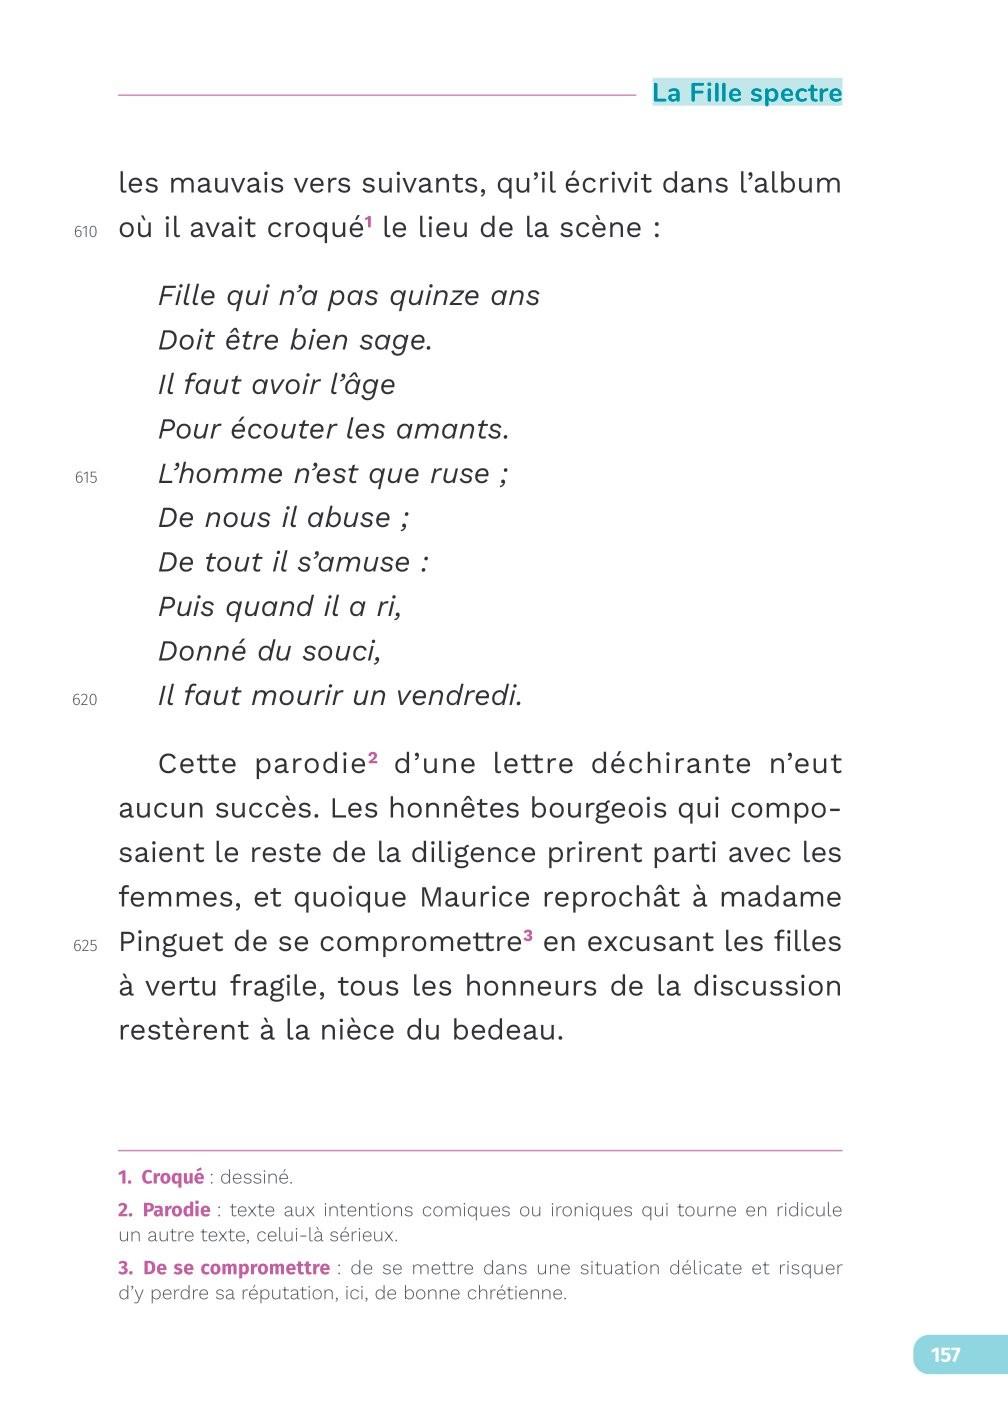 La Fille spectre
les mauvais vers suivants, qu’il écrivit dans l’album
610 où il avait croqué¹ le lieu de la scène :
Fille qui n’a pas quinze ans
Doit être bien sage.
Il faut avoir l’âge
Pour écouter les amants.
615 L’homme n’est que ruse ;
De nous il abuse ;
De tout il s’amuse :
Puis quand il a ri,
Donné du souci,
620 Il faut mourir un vendredi.
Cette parodie² d’une lettre déchirante n’eut
aucun succès. Les honnêtes bourgeois qui compo-
saient le reste de la diligence prirent parti avec les
femmes, et quoique Maurice reprochât à madame
625 Pinguet de se compromettre³ en excusant les filles
à vertu fragile, tous les honneurs de la discussion
restèrent à la nièce du bedeau.
1. Croqué : dessiné.
2. Parodie : texte aux intentions comiques ou ironiques qui tourne en ridicule
un autre texte, celui-là sérieux.
3. De se compromettre : de se mettre dans une situation délicate et risquer
d’y perdre sa réputation, ici, de bonne chrétienne.
157